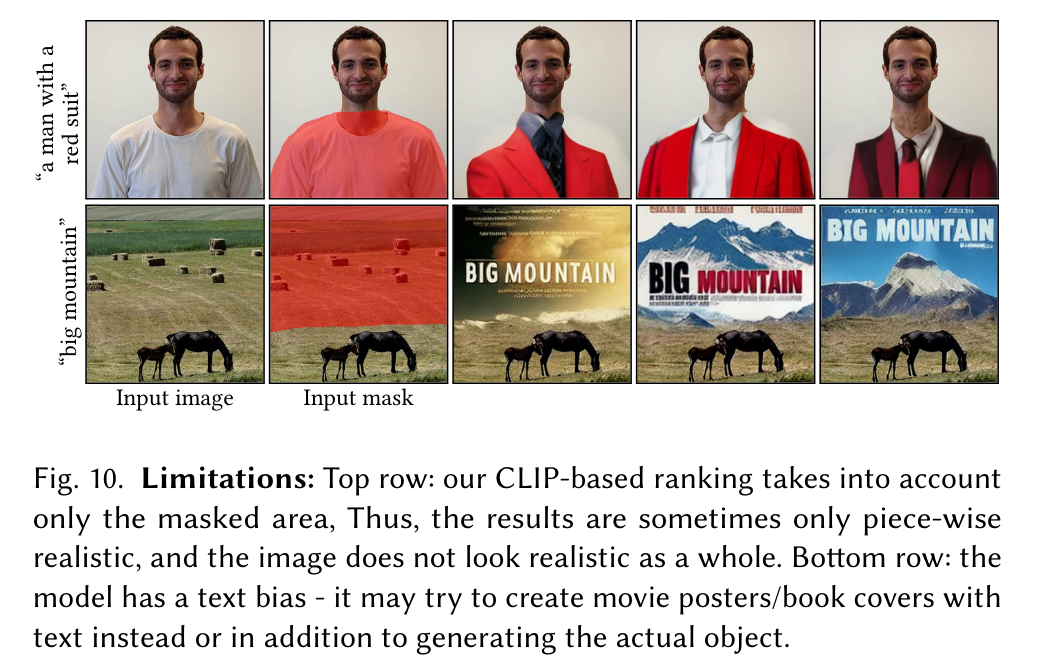 “a man with a
red suit”
“big mountain”
BIG MOUNTAIN
BIG MOUNTAIN
BIG MOUNTAIN
Input image
Input mask
Fig. 10. Limitations: Top row: our CLIP-based ranking takes into account
only the masked area, Thus, the results are sometimes only piece-wise
realistic, and the image does not look realistic as a whole. Bottom row: the
model has a text bias - it may try to create movie posters/book covers with
text instead or in addition to generating the actual object.